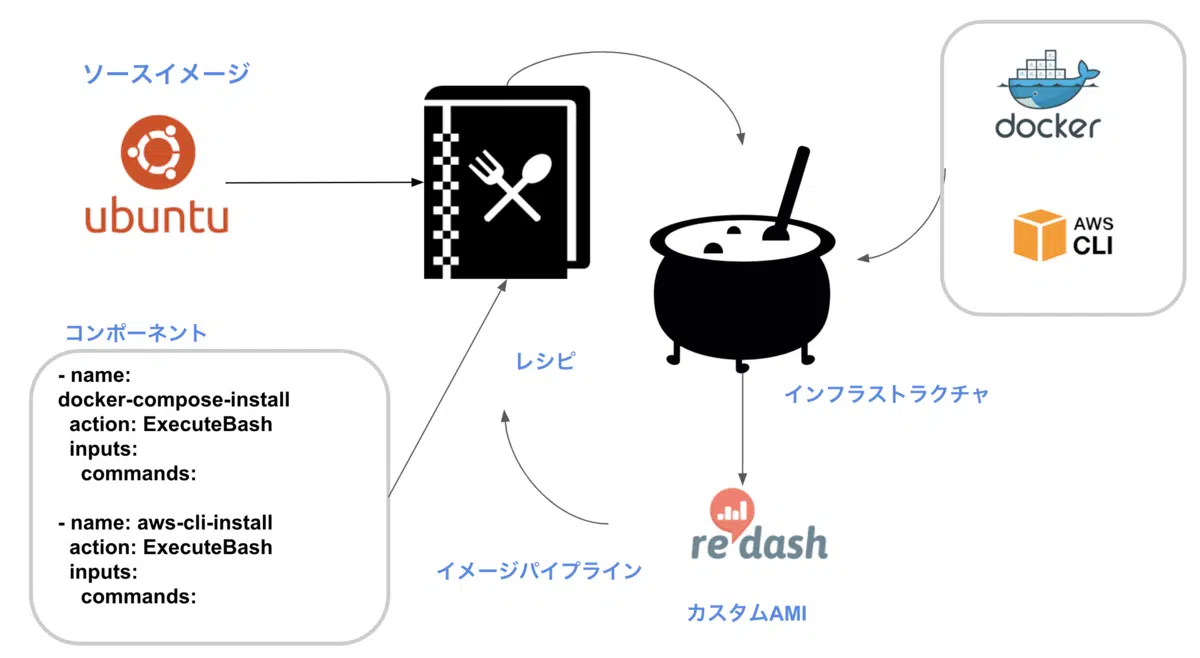 ソースイメージ
ubuntu
docker
AWS
CLI
コンポーネント
- name:
docker-compose-install
action: ExecuteBash
inputs:
commands:
- name: aws-cli-install
action: ExecuteBash
inputs:
commands:
レシピ
インフラストラクチャ
re dash
イメージパイプライン
カスタムAMI